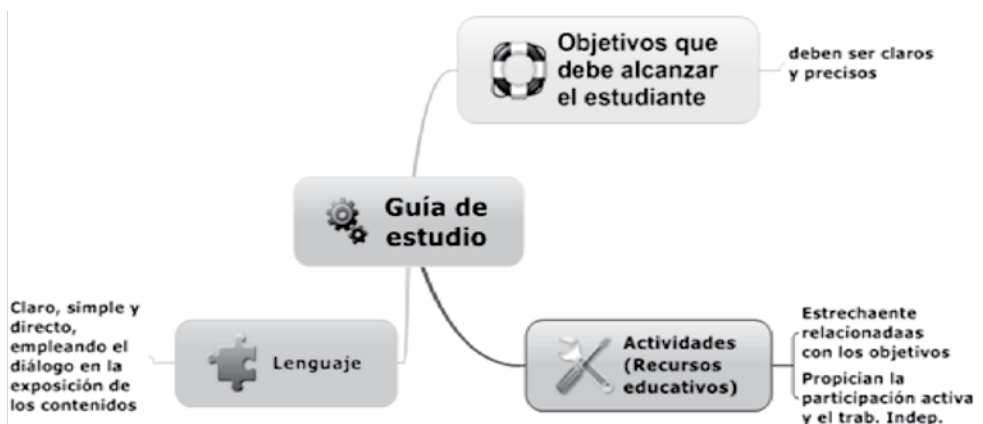 Objetivos que
debe alcanzar
el estudiante
deben ser claros
y precisos
Guía de
estudio
Claro, simple y
directo,
empleando el
diálogo en la
exposición de
los contenidos
Lenguaje
Actividades
(Recursos
educativos)
Estrechaente
relacionadaas
con los objetivos
Propician la
participación activa
y el trab. Indep.